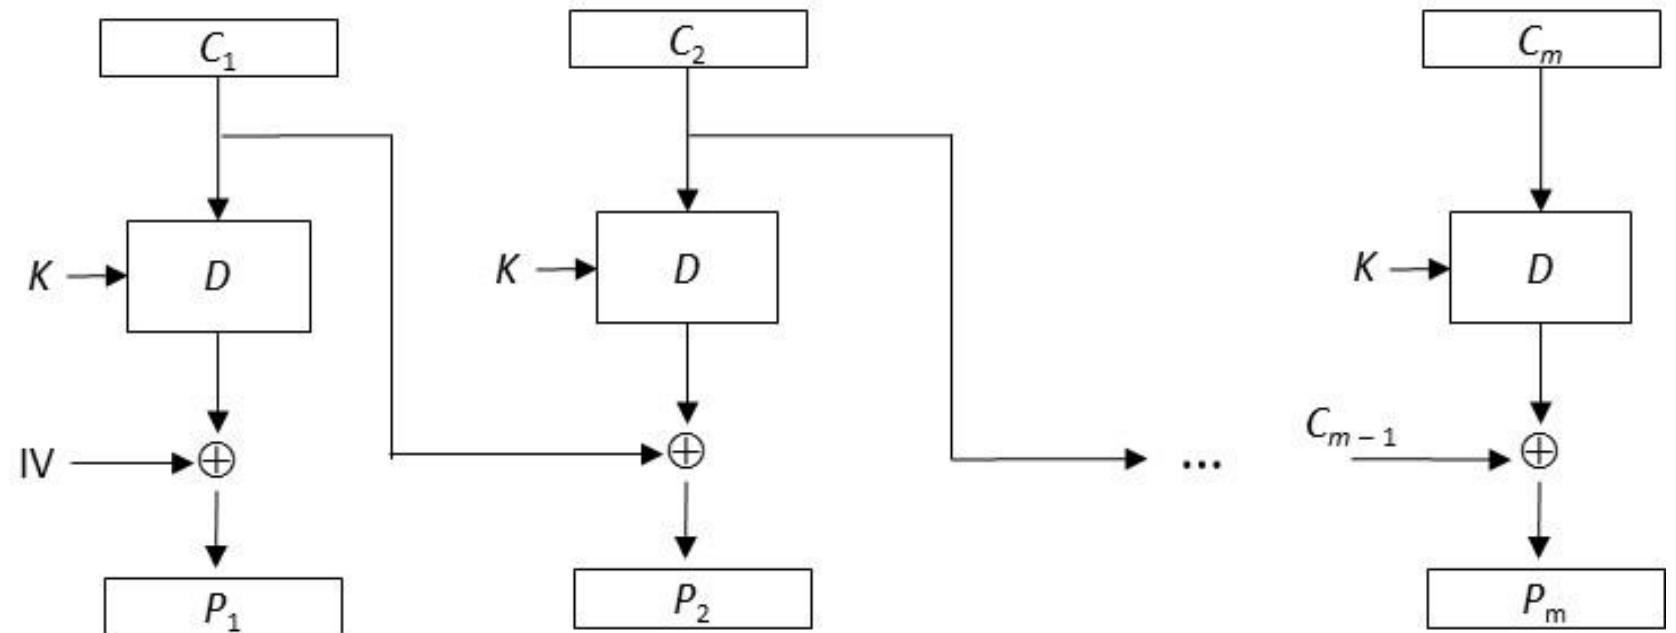 C₁ C₂ Cₘ
K D K D K D
IV ⊕ ⊕ ... Cₘ₋₁ ⊕
P₁ P₂ Pₘ